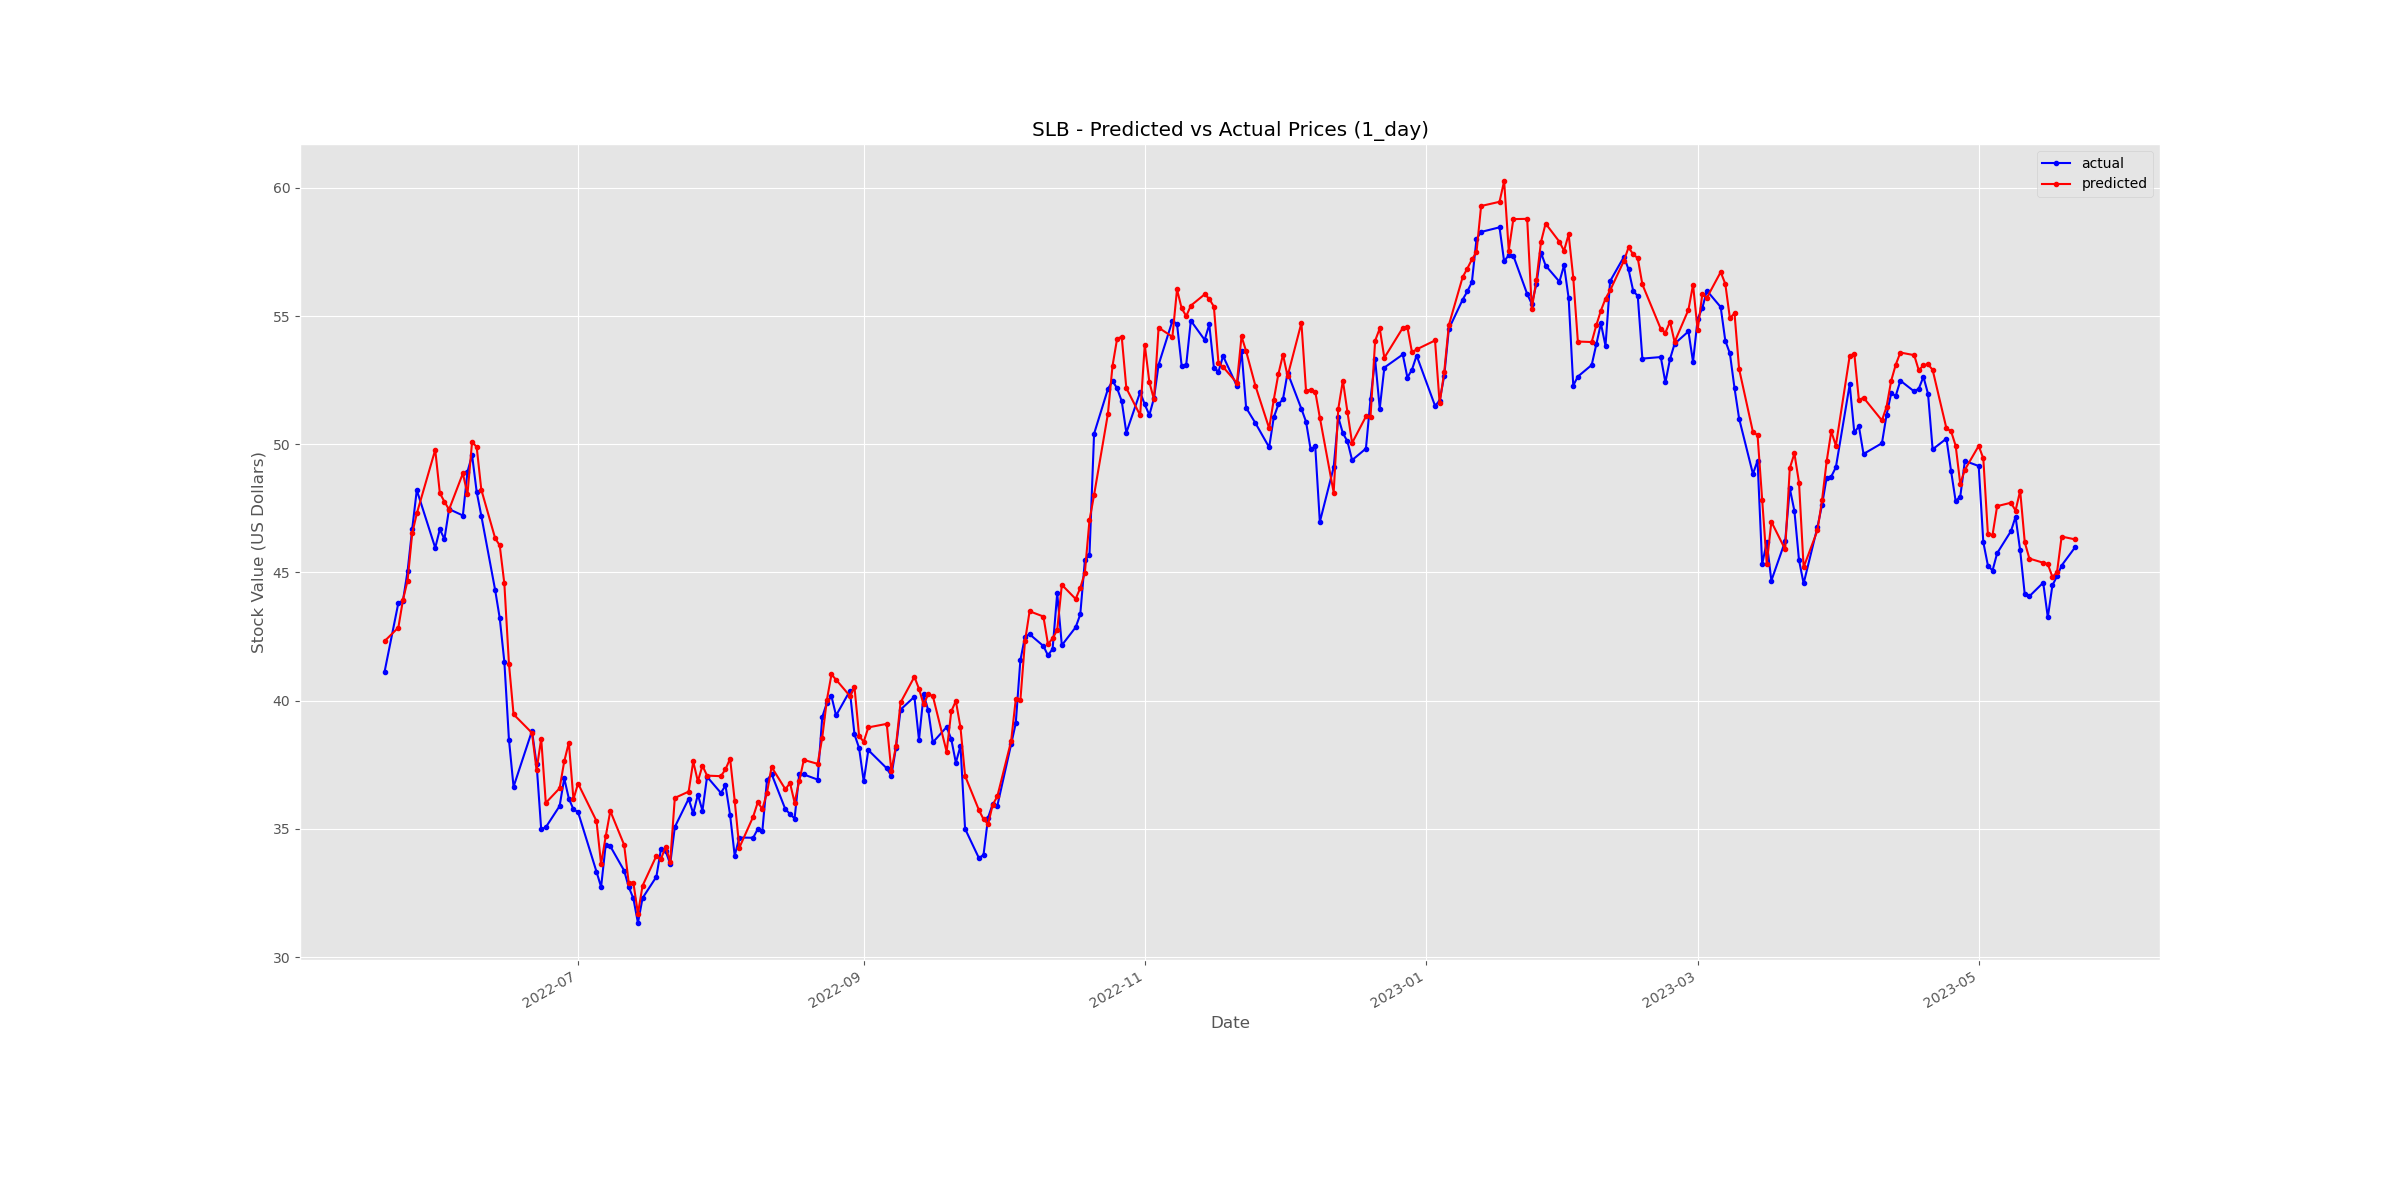 SLB - Predicted vs Actual Prices (1_day)
actual
predicted
Stock Value (US Dollars)
60
55
50
45
40
35
30
2022-07
2022-09
2022-11
2023-01
2023-03
2023-05
Date